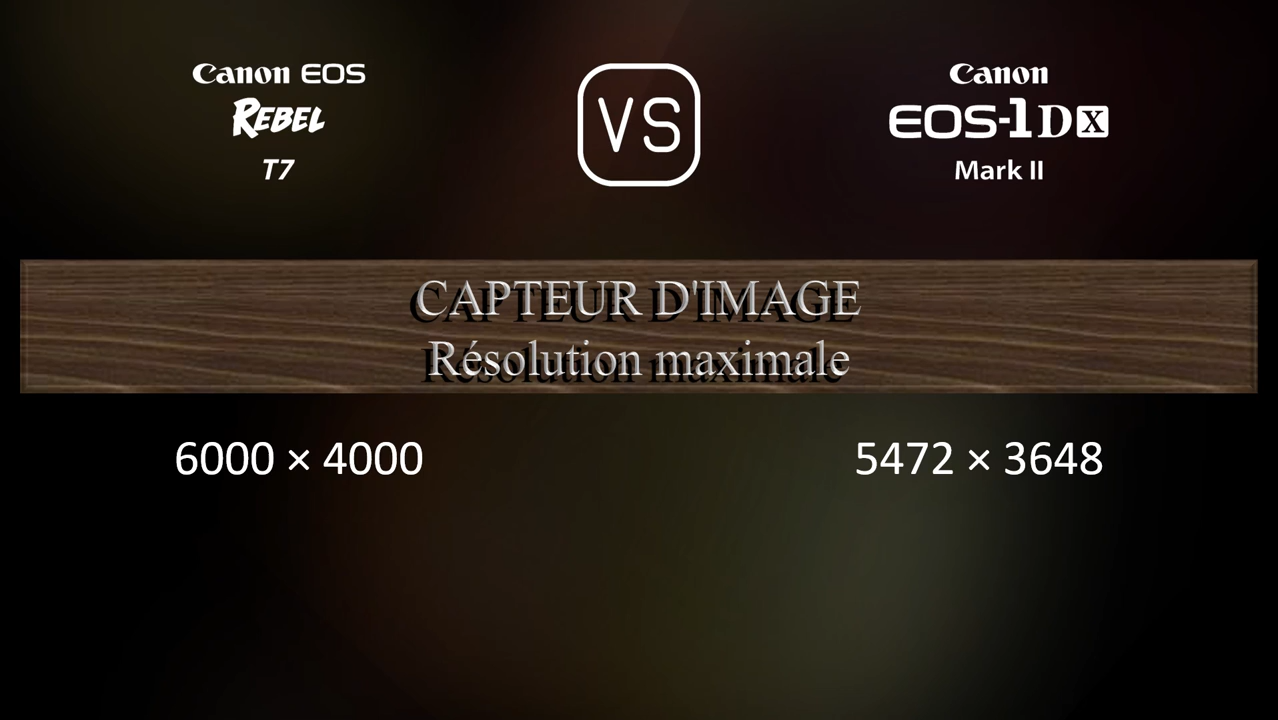 Canon EOS
REBEL
T7
VS
Canon
EOS-1DX
Mark II
CAPTEUR D'IMAGE
Résolution maximale
6000 × 4000
5472 × 3648